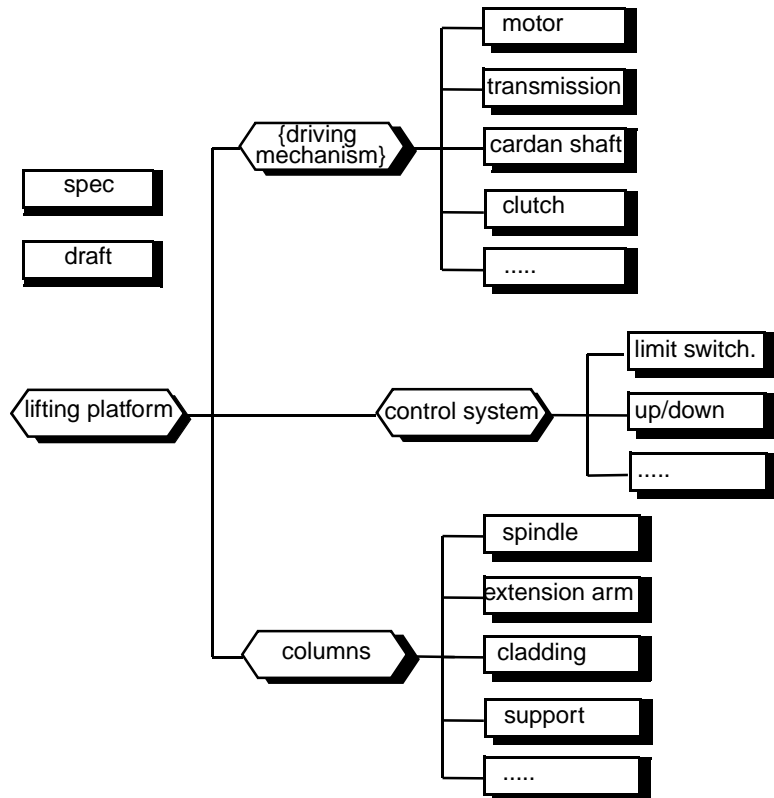 motor
transmission
{driving
mechanism}
cardan shaft
spec
clutch
draft
.....
limit switch.
lifting platform
control system
up/down
.....
spindle
extension arm
columns
cladding
support
.....